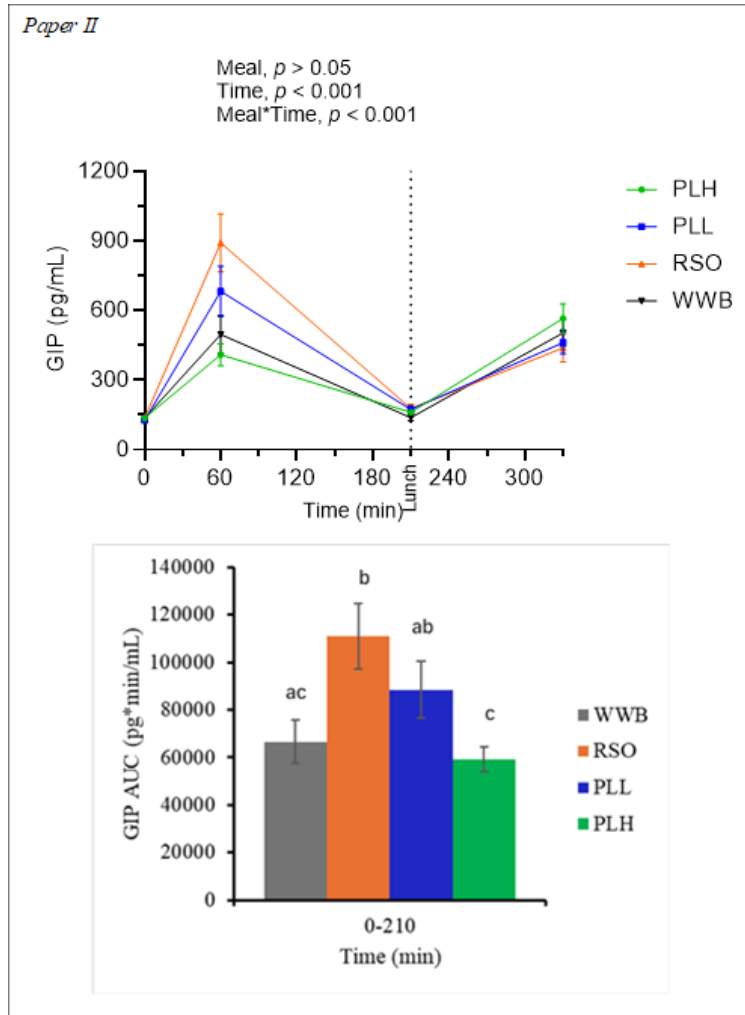 Paper II
Meal, p > 0.05
Time, p < 0.001
Meal*Time, p < 0.001
1200
900
600
300
0
GIP (pg/mL)
0 60 120 180 240 300
Lunch
Time (min)
PLH
PLL
RSO
WWB
140000
120000
100000
80000
60000
40000
20000
0
GIP AUC (pg*min/mL)
ac
b
ab
c
0-210
Time (min)
WWB
RSO
PLL
PLH